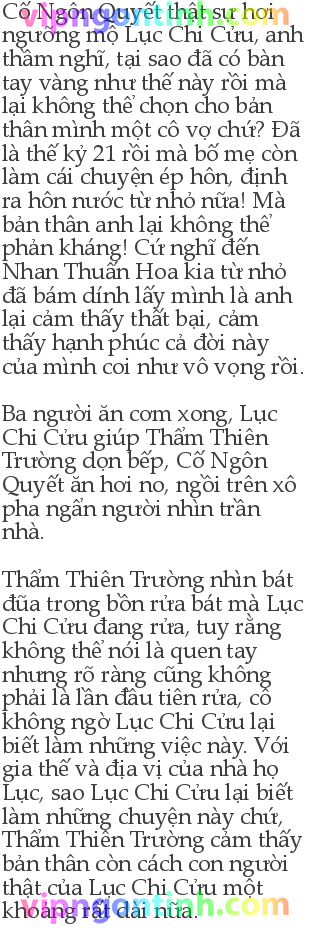 Cố Ngôn Quyết thật sự hơi
ngưỡng mộ Lục Chi Cửu, anh
thầm nghĩ, tại sao đã có bàn
tay vàng như thế này rồi mà
lại không thể chọn cho bản
thân mình một cô vợ chứ? Đã
là thế kỷ 21 rồi mà bố mẹ còn
làm cái chuyện ép hôn, định
ra hôn nước từ nhỏ nữa! Mà
bản thân anh lại không thể
phản kháng! Cứ nghĩ đến
Nhan Thuấn Hoa kia từ nhỏ
đã bám dính lấy mình là anh
lại cảm thấy thất bại, cảm
thấy hạnh phúc cả đời này
của mình coi như vô vọng rồi.
Ba người ăn cơm xong, Lục
Chi Cửu giúp Thẩm Thiên
Trường dọn bếp, Cố Ngôn
Quyết ăn hơi no, ngồi trên xô
pha ngẩn người nhìn trần
nhà.
Thẩm Thiên Trường nhìn bát
đũa trong bồn rửa bát mà Lục
Chi Cửu đang rửa, tuy rằng
không thể nói là quen tay
nhưng rõ ràng cũng không
phải là lần đầu tiên rửa, cô
không ngờ Lục Chi Cửu lại
biết làm những việc này. Với
gia thế và địa vị của nhà họ
Lục, sao Lục Chi Cửu lại biết
làm những chuyện này chứ,
Thẩm Thiên Trường cảm thấy
bản thân còn cách con người
thật của Lục Chi Cửu một
khoảng rất dài nữa.
vipngontinh.com
vipngontinh.com